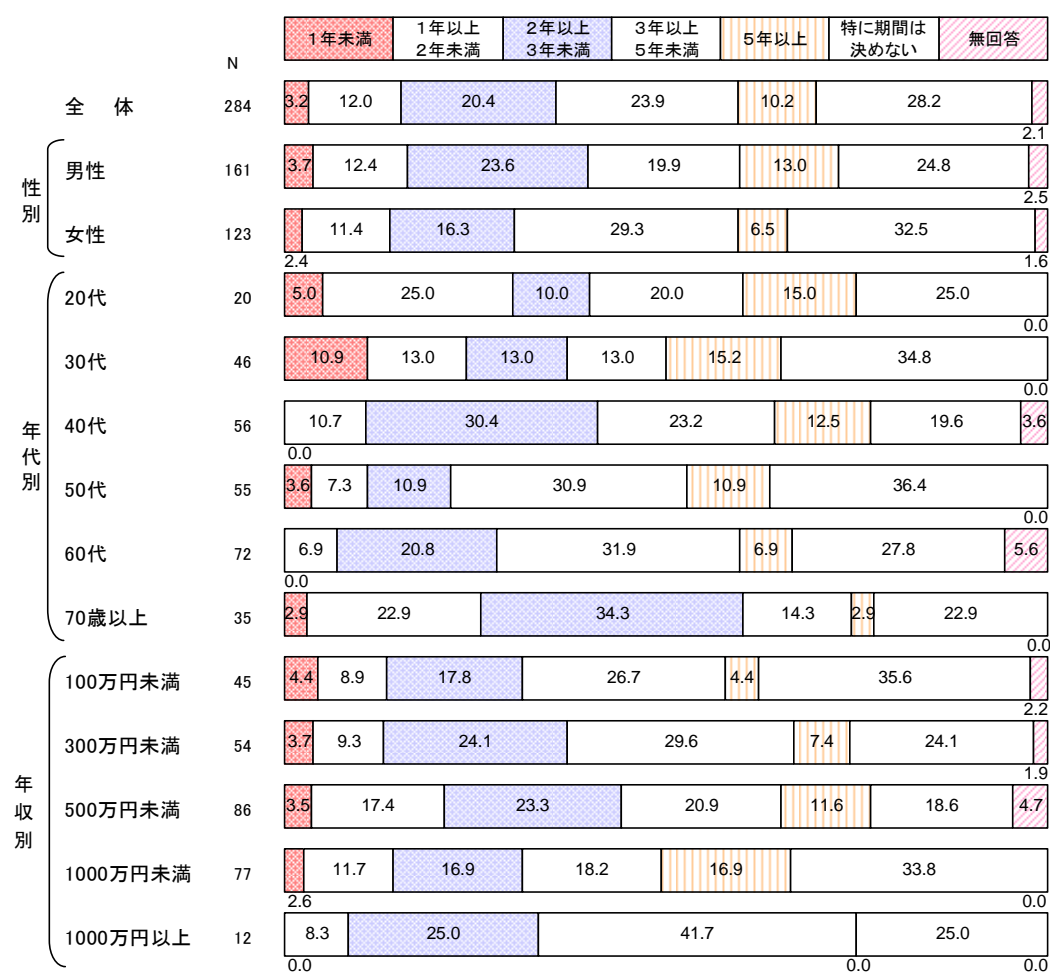 1年未満 1年以上 2年未満 2年以上 3年未満 3年以上 5年未満 5年以上 特に期間は 決めない 無回答
N
全 体 284 3.2 12.0 20.4 23.9 10.2 28.2
2.1
性別
男性 161 3.7 12.4 23.6 19.9 13.0 24.8
2.5
女性 123 11.4 16.3 29.3 6.5 32.5
2.4 1.6
年代別
20代 20 5.0 25.0 10.0 20.0 15.0 25.0
0.0
30代 46 10.9 13.0 13.0 13.0 15.2 34.8
0.0
40代 56 10.7 30.4 23.2 12.5 19.6 3.6
0.0
50代 55 3.6 7.3 10.9 30.9 10.9 36.4
0.0
60代 72 6.9 20.8 31.9 6.9 27.8 5.6
0.0
70歳以上 35 2.9 22.9 34.3 14.3 2.9 22.9
0.0
年収別
100万円未満 45 4.4 8.9 17.8 26.7 4.4 35.6
2.2
300万円未満 54 3.7 9.3 24.1 29.6 7.4 24.1
1.9
500万円未満 86 3.5 17.4 23.3 20.9 11.6 18.6 4.7
1000万円未満 77 11.7 16.9 18.2 16.9 33.8
2.6 0.0
1000万円以上 12 8.3 25.0 41.7 25.0
0.0 0.0 0.0